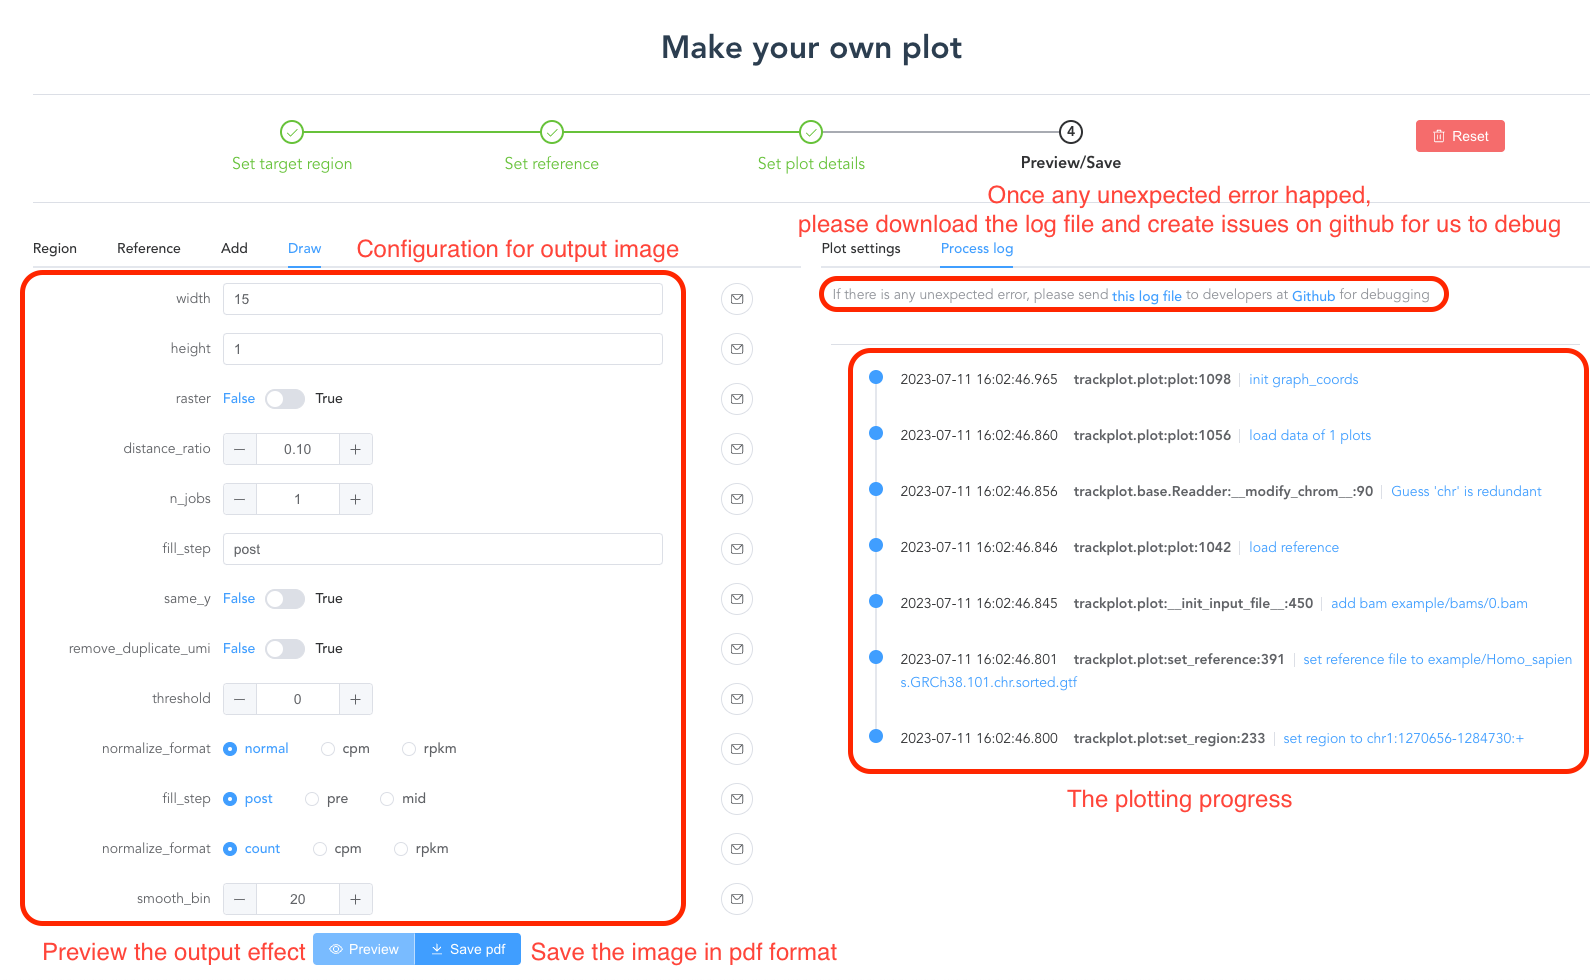 Make your own plot
Set target region
Set reference
Set plot details
4
Preview/Save
Reset
Once any unexpected error happed,
please download the log file and create issues on github for us to debug
Region Reference Add Draw
Configuration for output image
width 15
height 1
raster False True
distance_ratio — 0.10 +
n_jobs — 1 +
fill_step post
same_y False True
remove_duplicate_umi False True
threshold — 0 +
normalize_format normal cpm rpkm
fill_step post pre mid
normalize_format count cpm rpkm
smooth_bin — 20 +
Preview the output effect
Preview
Save pdf
Save the image in pdf format
Plot settings Process log
If there is any unexpected error, please send this log file to developers at Github for debugging
2023-07-11 16:02:46.965 trackplot.plot:plot:1098 | init graph_coords
2023-07-11 16:02:46.860 trackplot.plot:plot:1056 | load data of 1 plots
2023-07-11 16:02:46.856 trackplot.base.Readder:__modify_chrom__:90 | Guess 'chr' is redundant
2023-07-11 16:02:46.846 trackplot.plot:plot:1042 | load reference
2023-07-11 16:02:46.845 trackplot.plot:__init_input_file__:450 | add bam example/bams/0.bam
2023-07-11 16:02:46.801 trackplot.plot:set_reference:391 | set reference file to example/Homo_sapien
s.GRCh38.101.chr.sorted.gtf
2023-07-11 16:02:46.800 trackplot.plot:set_region:233 | set region to chr1:1270656-1284730:+
The plotting progress